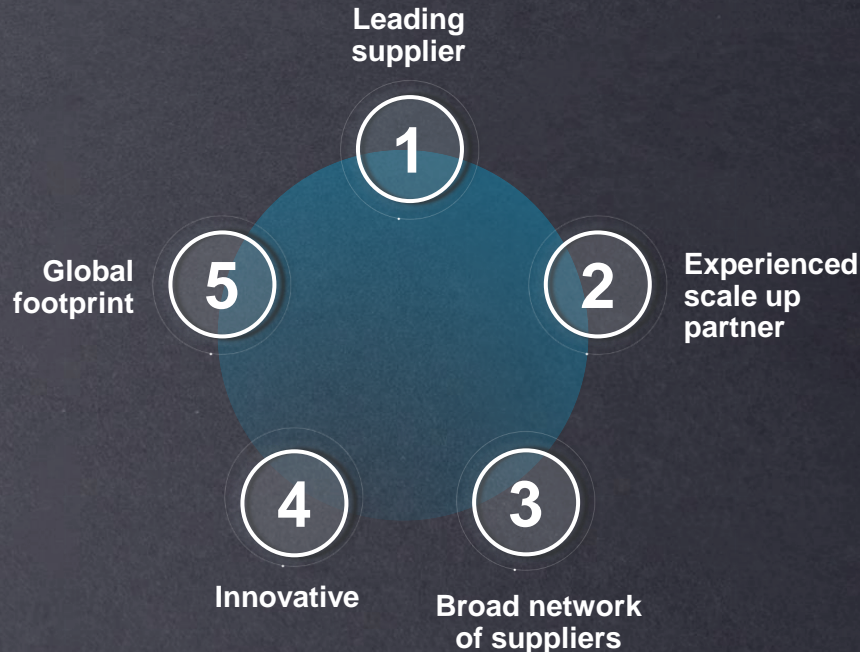 Leading
supplier
1
2
Experienced
scale up
partner
3
Broad network
of suppliers
4
Innovative
5
Global
footprint